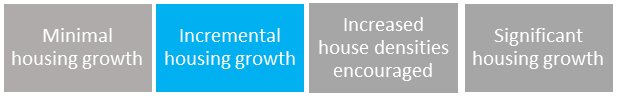 Minimal
housing growth
Incremental
housing growth
Increased
house densities
encouraged
Significant
housing growth